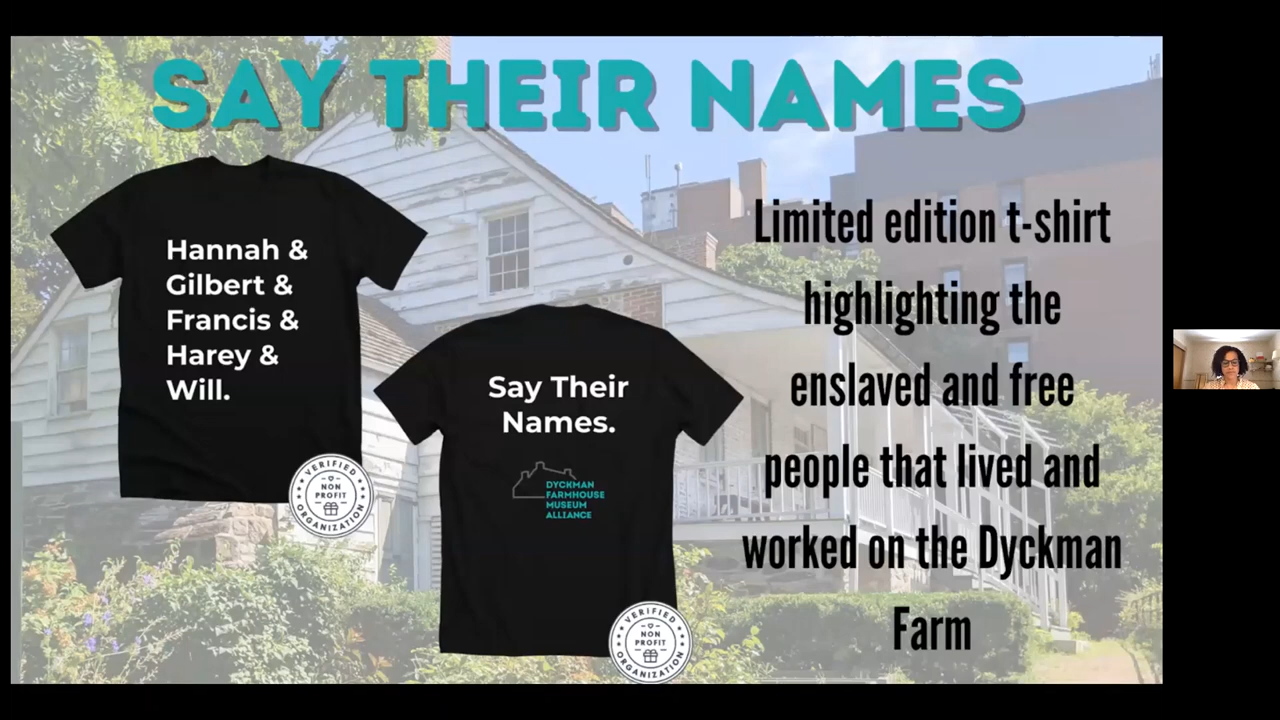 SAY THEIR NAMES
Hannah &
Gilbert &
Francis &
Harey &
Will.
VERIFIED
NON
PROFIT
ORGANIZATION
Say Their
Names.
DYCKMAN
FARMHOUSE
MUSEUM
ALLIANCE
VERIFIED
NON
PROFIT
ORGANIZATION
Limited edition t-shirt
highlighting the
enslaved and free
people that lived and
worked on the Dyckman
Farm